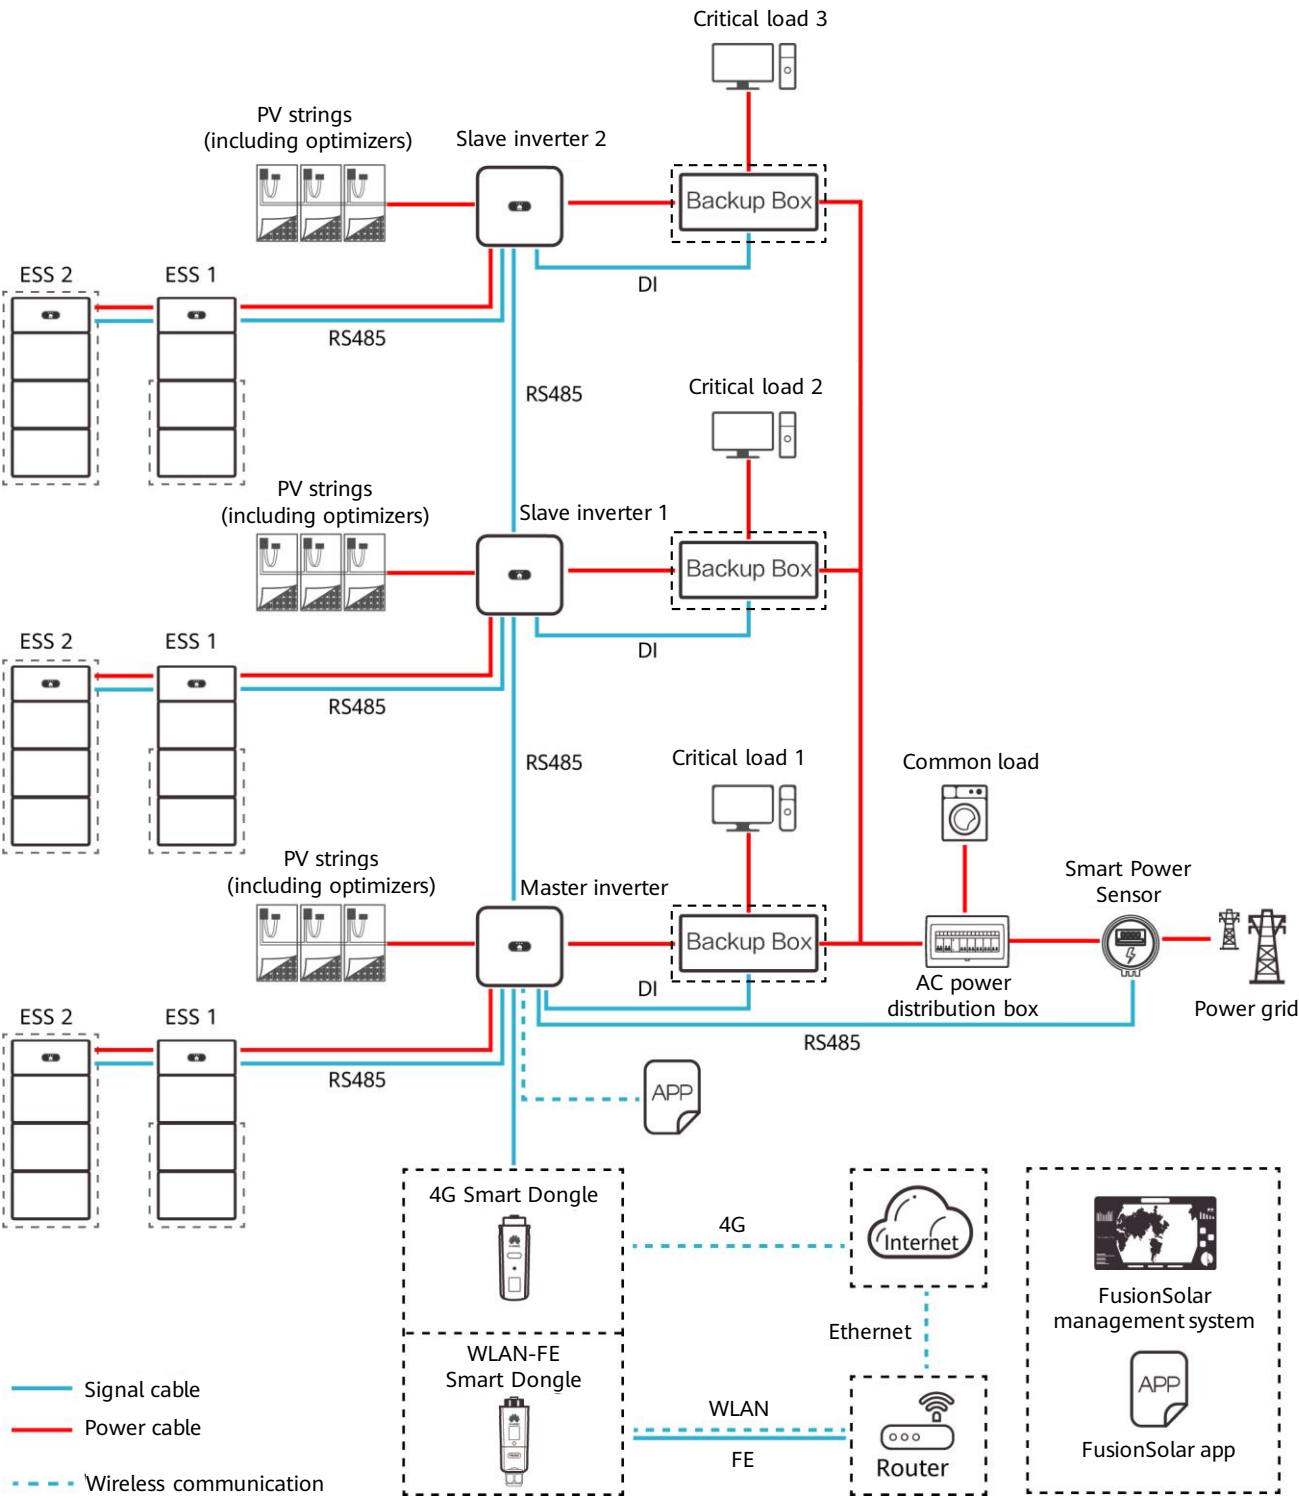 Critical load 3
PV strings
(including optimizers)
Slave inverter 2
Backup Box
DI
ESS 2
ESS 1
RS485
RS485
Critical load 2
PV strings
(including optimizers)
Slave inverter 1
Backup Box
DI
ESS 2
ESS 1
RS485
RS485
Critical load 1
Common load
PV strings
(including optimizers)
Master inverter
Smart Power
Sensor
Backup Box
AC power
distribution box
Power grid
DI
RS485
ESS 2
ESS 1
RS485
APP
4G Smart Dongle
4G
Internet
Ethernet
FusionSolar
management system
WLAN-FE
Smart Dongle
WLAN
FE
Router
APP
FusionSolar app
Signal cable
Power cable
Wireless communication